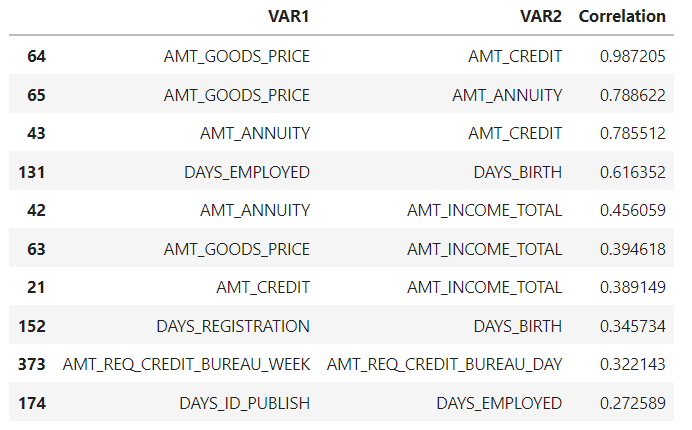 VAR1 VAR2 Correlation
64 AMT_GOODS_PRICE AMT_CREDIT 0.987205
65 AMT_GOODS_PRICE AMT_ANNUITY 0.788622
43 AMT_ANNUITY AMT_CREDIT 0.785512
131 DAYS_EMPLOYED DAYS_BIRTH 0.616352
42 AMT_ANNUITY AMT_INCOME_TOTAL 0.456059
63 AMT_GOODS_PRICE AMT_INCOME_TOTAL 0.394618
21 AMT_CREDIT AMT_INCOME_TOTAL 0.389149
152 DAYS_REGISTRATION DAYS_BIRTH 0.345734
373 AMT_REQ_CREDIT_BUREAU_WEEK AMT_REQ_CREDIT_BUREAU_DAY 0.322143
174 DAYS_ID_PUBLISH DAYS_EMPLOYED 0.272589